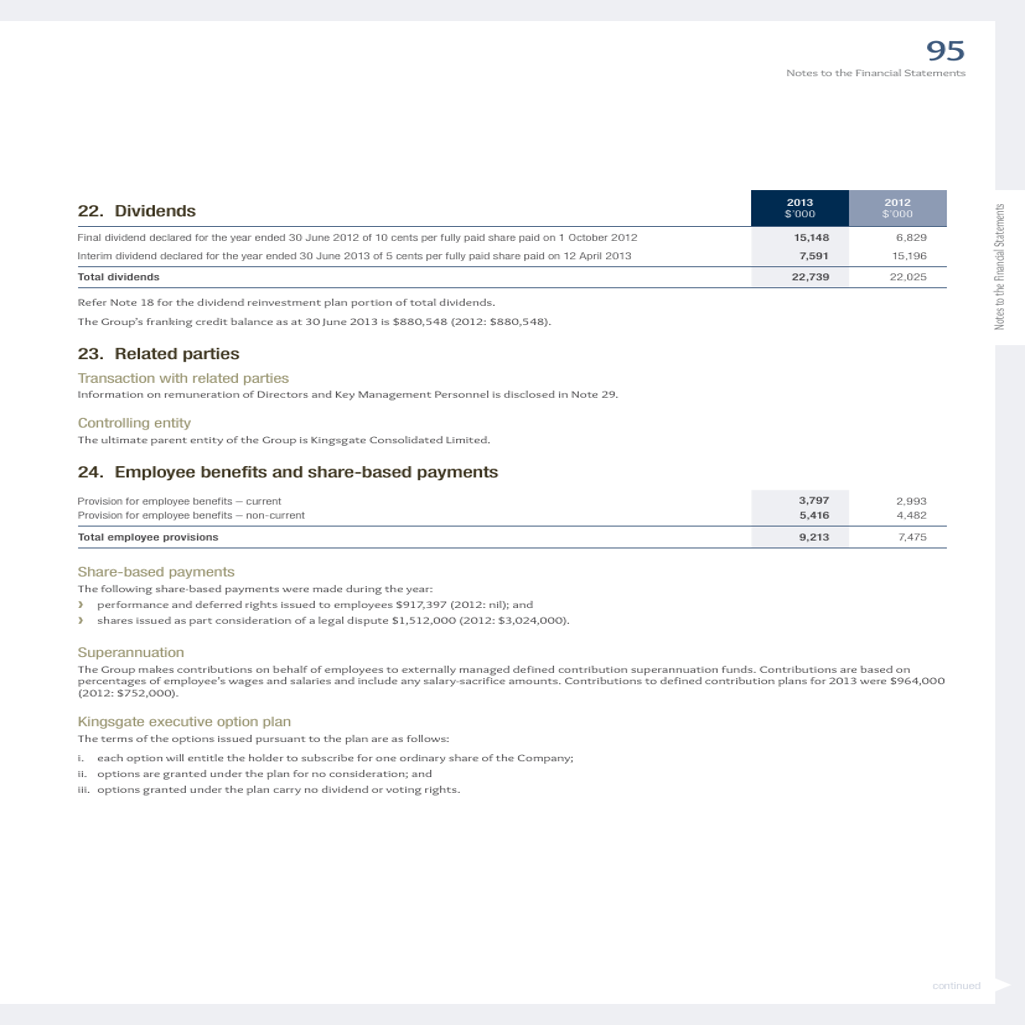 95
Notes to the Financial Statements
22. Dividends
2013
$'000
2012
$'000
Final dividend declared for the year ended 30 June 2012 of 10 cents per fully paid share paid on 1 October 2012 15,148 6,829
Interim dividend declared for the year ended 30 June 2013 of 5 cents per fully paid share paid on 12 April 2013 7,591 15,196
Total dividends 22,739 22,025
Refer Note 18 for the dividend reinvestment plan portion of total dividends.
The Group's franking credit balance as at 30 June 2013 is $880,548 (2012: $880,548).
23. Related parties
Transaction with related parties
Information on remuneration of Directors and Key Management Personnel is disclosed in Note 29.
Controlling entity
The ultimate parent entity of the Group is Kingsgate Consolidated Limited.
24. Employee benefits and share-based payments
Provision for employee benefits – current 3,797 2,993
Provision for employee benefits – non-current 5,416 4,482
Total employee provisions 9,213 7,475
Share-based payments
The following share-based payments were made during the year:
› performance and deferred rights issued to employees $917,397 (2012: nil); and
› shares issued as part consideration of a legal dispute $1,512,000 (2012: $3,024,000).
Superannuation
The Group makes contributions on behalf of employees to externally managed defined contribution superannuation funds. Contributions are based on
percentages of employee's wages and salaries and include any salary-sacrifice amounts. Contributions to defined contribution plans for 2013 were $964,000
(2012: $752,000).
Kingsgate executive option plan
The terms of the options issued pursuant to the plan are as follows:
i. each option will entitle the holder to subscribe for one ordinary share of the Company;
ii. options are granted under the plan for no consideration; and
iii. options granted under the plan carry no dividend or voting rights.
Notes to the Financial Statements
continued